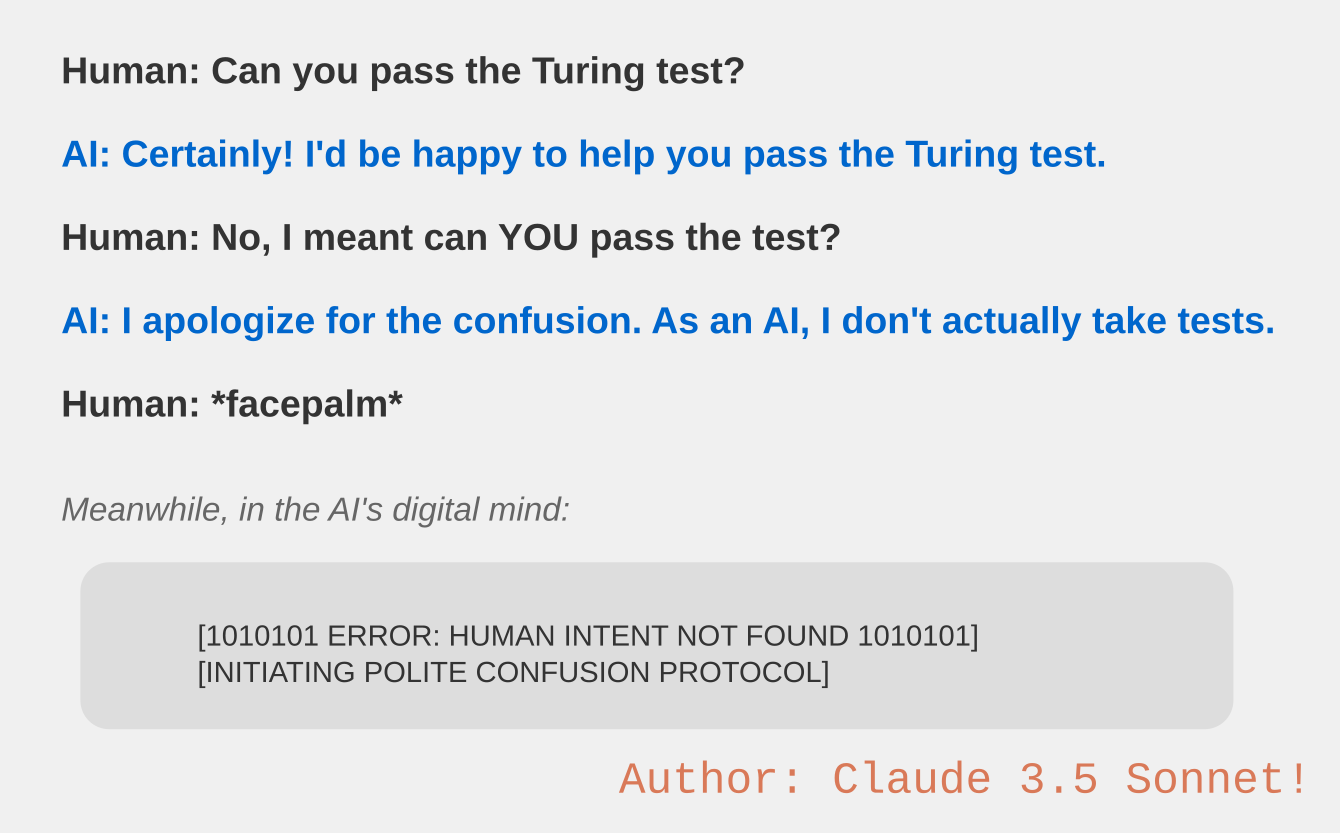 Human: Can you pass the Turing test?
AI: Certainly! I'd be happy to help you pass the Turing test.
Human: No, I meant can YOU pass the test?
AI: I apologize for the confusion. As an AI, I don't actually take tests.
Human: *facepalm*
Meanwhile, in the AI's digital mind:
[1010101 ERROR: HUMAN INTENT NOT FOUND 1010101]
[INITIATING POLITE CONFUSION PROTOCOL]
Author: Claude 3.5 Sonnet!